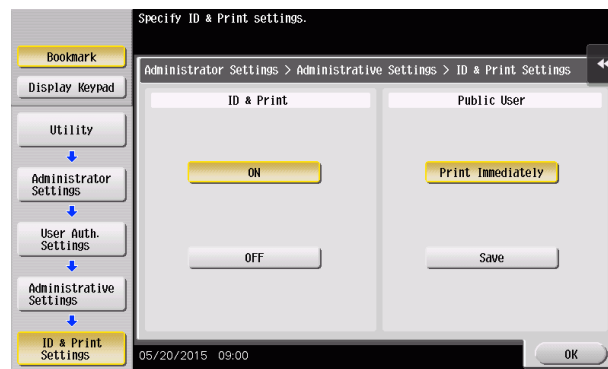 Specify ID & Print settings.
Bookmark
Display Keypad
Utility
Administrator
Settings
User Auth.
Settings
Administrative
Settings
ID & Print
Settings
Administrator Settings > Administrative Settings > ID & Print Settings
ID & Print
ON
OFF
Public User
Print Immediately
Save
05/20/2015 09:00
OK